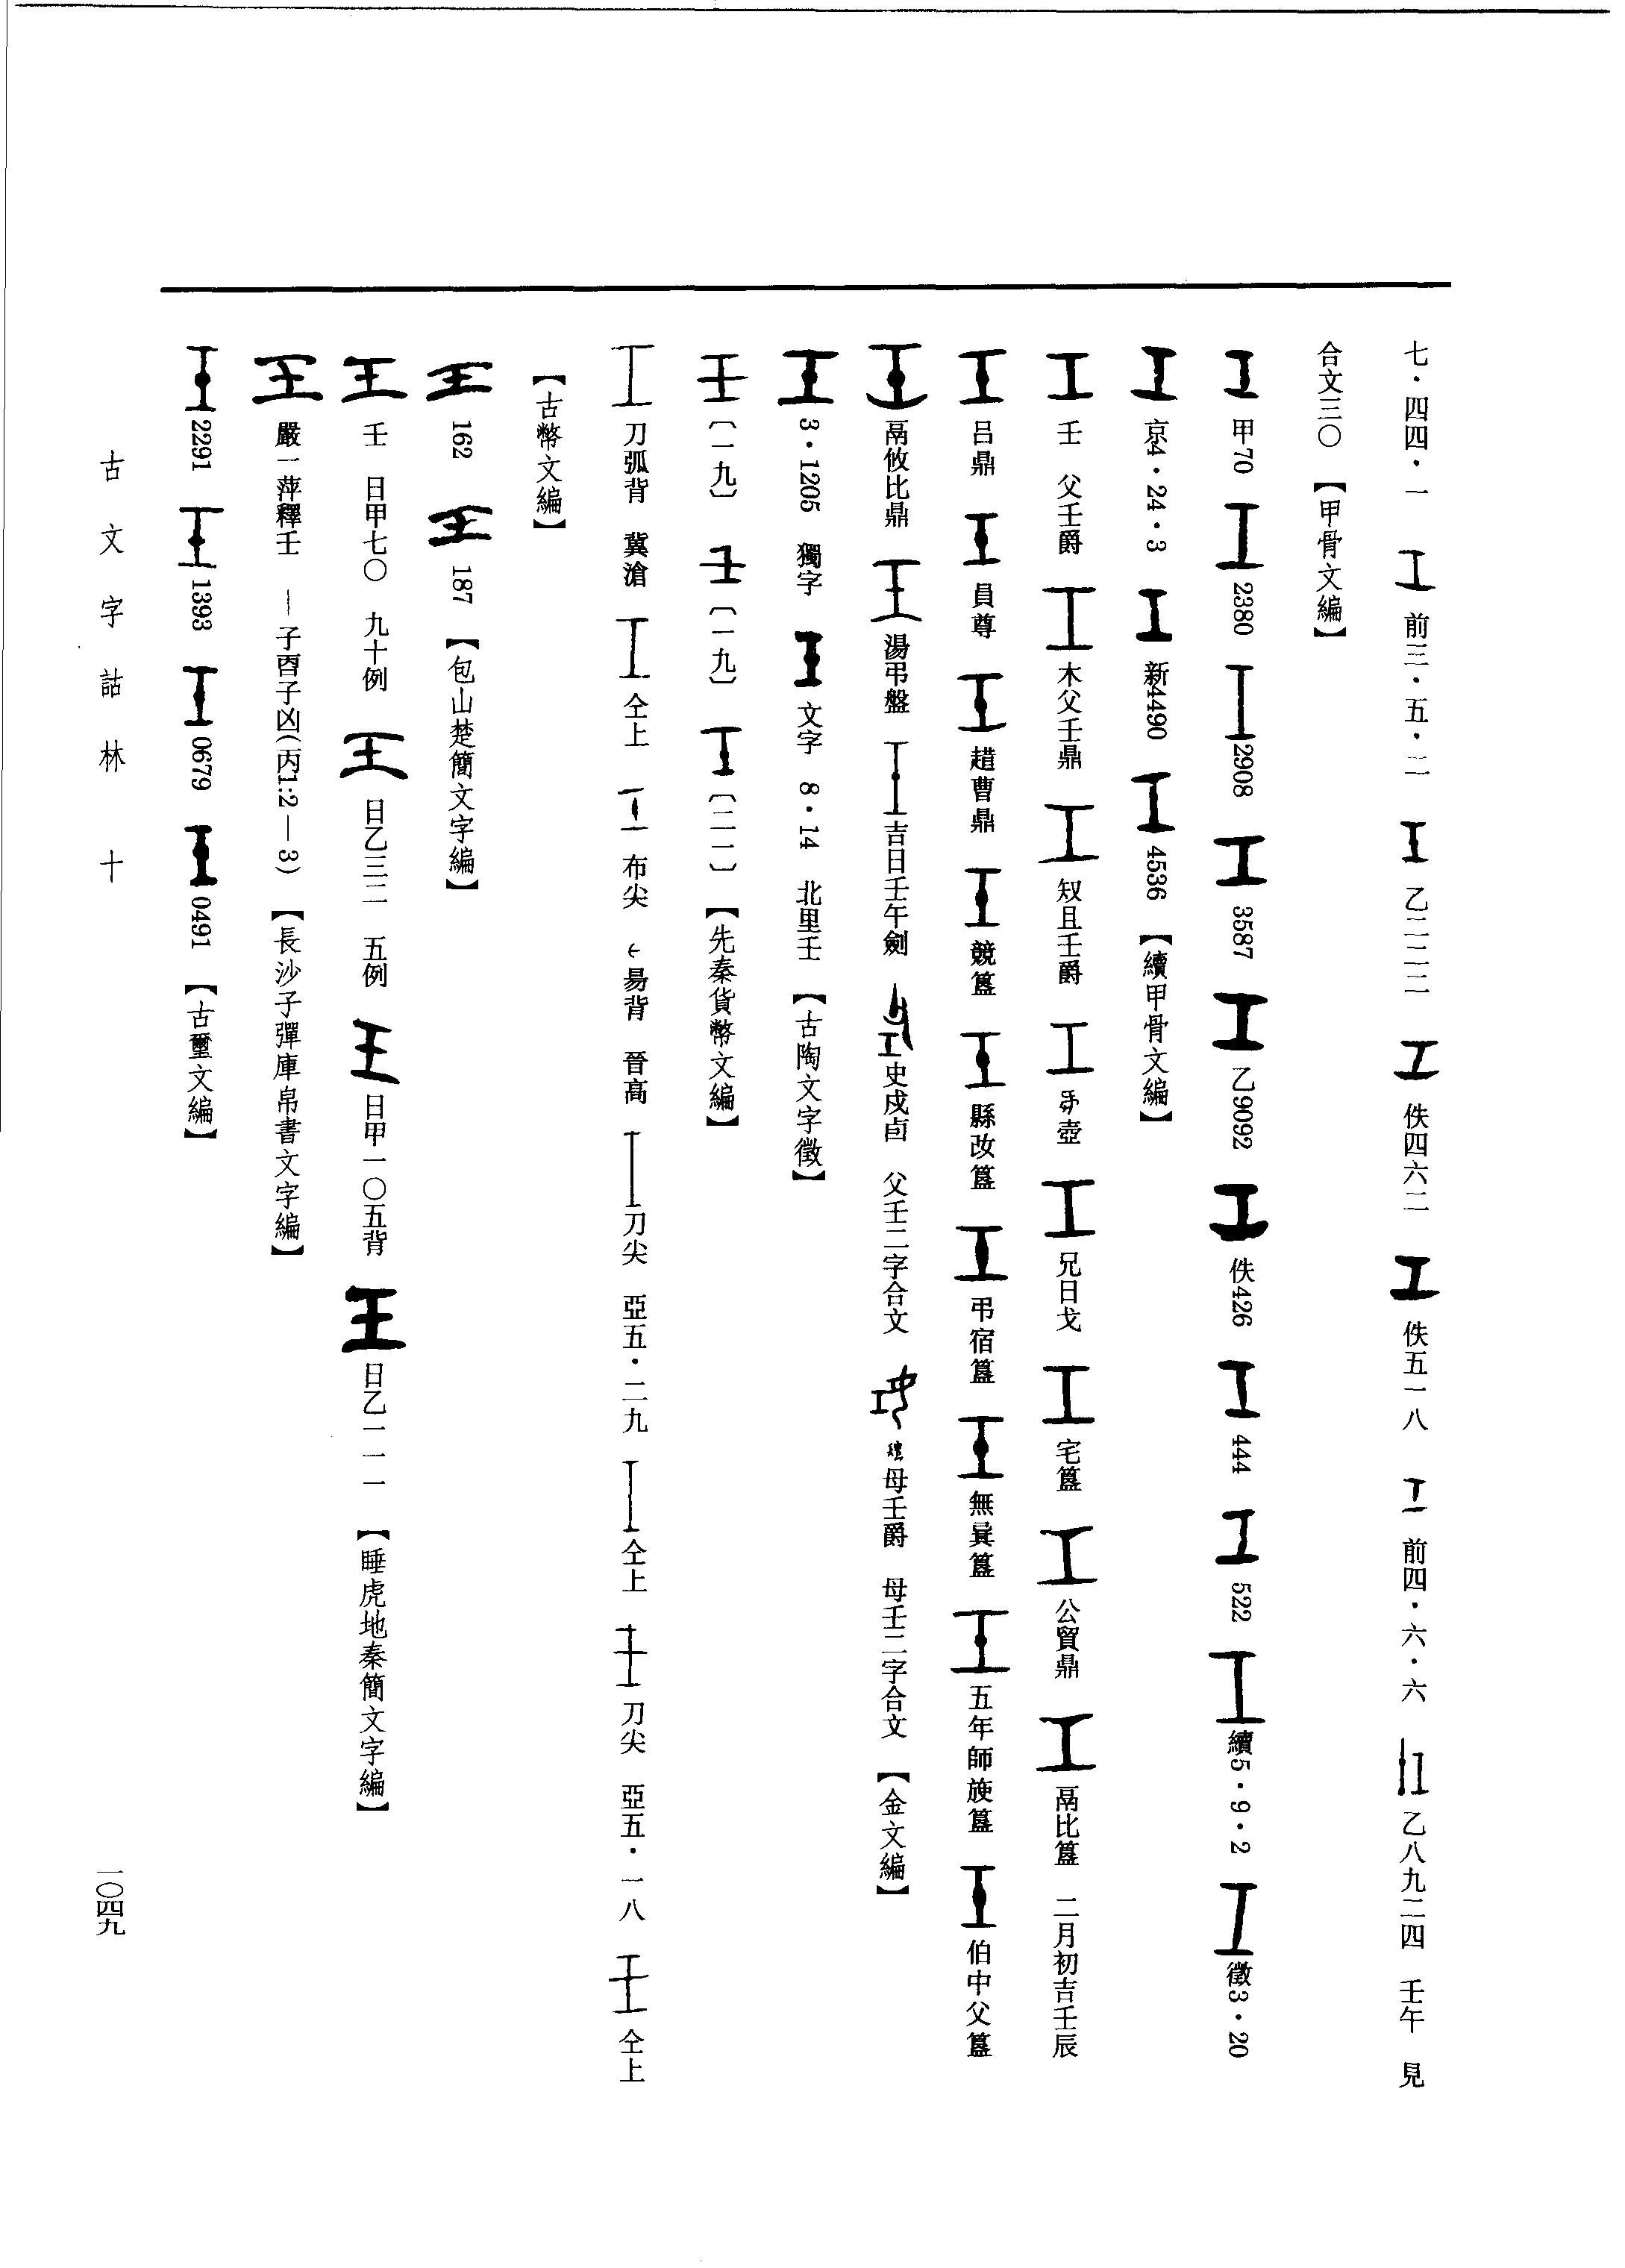 七・四四・一　前三・五・二　乙二二二二　佚四六二　佚五一八　前四・六・六　乙八九二四　壬午　見
合文三〇　【甲骨文編】
甲70　2380　2908　3587　乙9092　佚426　444　522　續5・9・2　徵3・20
京4・24・3　新4490　4536　【續甲骨文編】
壬　父壬爵　木父壬鼎　且壬爵　壺　兄日戈　宅簋　公貿鼎　鬲比簋　二月初吉壬辰
呂鼎　員尊　趞曹鼎　競簋　縣改簋　弔宿簋　無㠱簋　五年師旋簋　伯中父簋
鬲攸比鼎　湯弔盤　吉日壬午劍　史戍卣　父壬二字合文　母壬爵　母壬二字合文　【金文編】
3・1205　獨字　文字　8・14　北里壬　【古陶文字徵】
〔一九〕　〔一九〕　〔二二〕　【先秦貨幣文編】
刀弧背　冀滄　仝上　布尖　易背　晉高　刀尖　亞五・二九　仝上　刀尖　亞五・一八　仝上
【古幣文編】
162　187　【包山楚簡文字編】
壬　日甲七〇　九十例　日乙三二　五例　日甲一〇五背　日乙一一一　【睡虎地秦簡文字編】
嚴一萍釋壬　—子酉子凶(丙1:2—3)　【長沙子彈庫帛書文字編】
2291　1393　0679　0491　【古璽文編】
古文字詁林　十
一〇四九